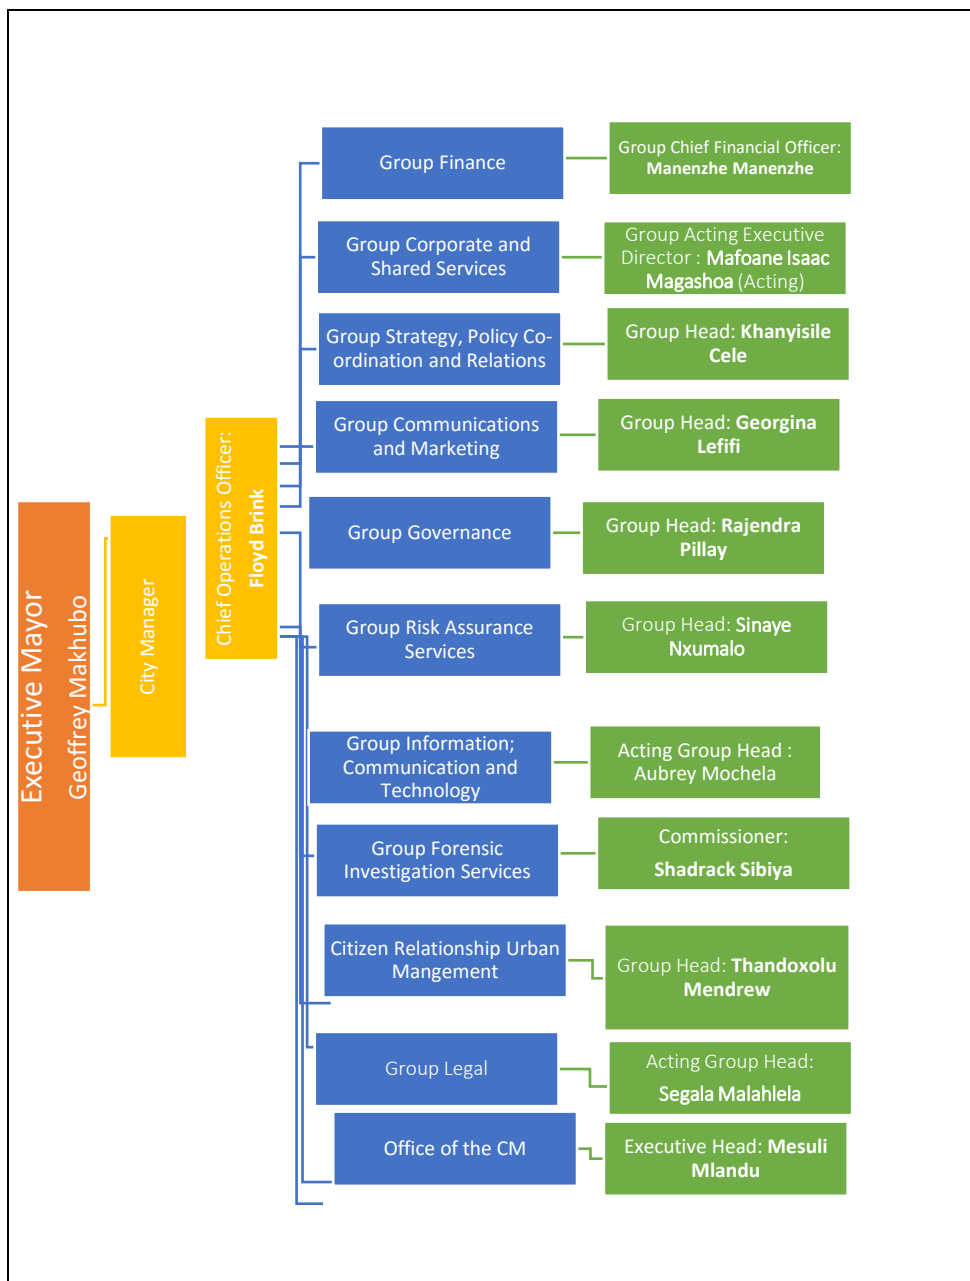 Executive Mayor
Geoffrey Makhubo
City Manager
Chief Operations Officer:
Floyd Brink
Group Finance
Group Chief Financial Officer:
Manenzhe Manenzhe
Group Corporate and
Shared Services
Group Acting Executive
Director : Mafoane Isaac
Magashoa (Acting)
Group Strategy, Policy Co-
ordination and Relations
Group Head: Khanyisile
Cele
Group Communications
and Marketing
Group Head: Georgina
Lefifi
Group Governance
Group Head: Rajendra
Pillay
Group Risk Assurance
Services
Group Head: Sinaye
Nxumalo
Group Information;
Communication and
Technology
Acting Group Head :
Aubrey Mochela
Group Forensic
Investigation Services
Commissioner:
Shadrack Sibiya
Citizen Relationship Urban
Mangement
Group Head: Thandoxolu
Mendrew
Group Legal
Acting Group Head:
Segala Malahlela
Office of the CM
Executive Head: Mesuli
Mlandu